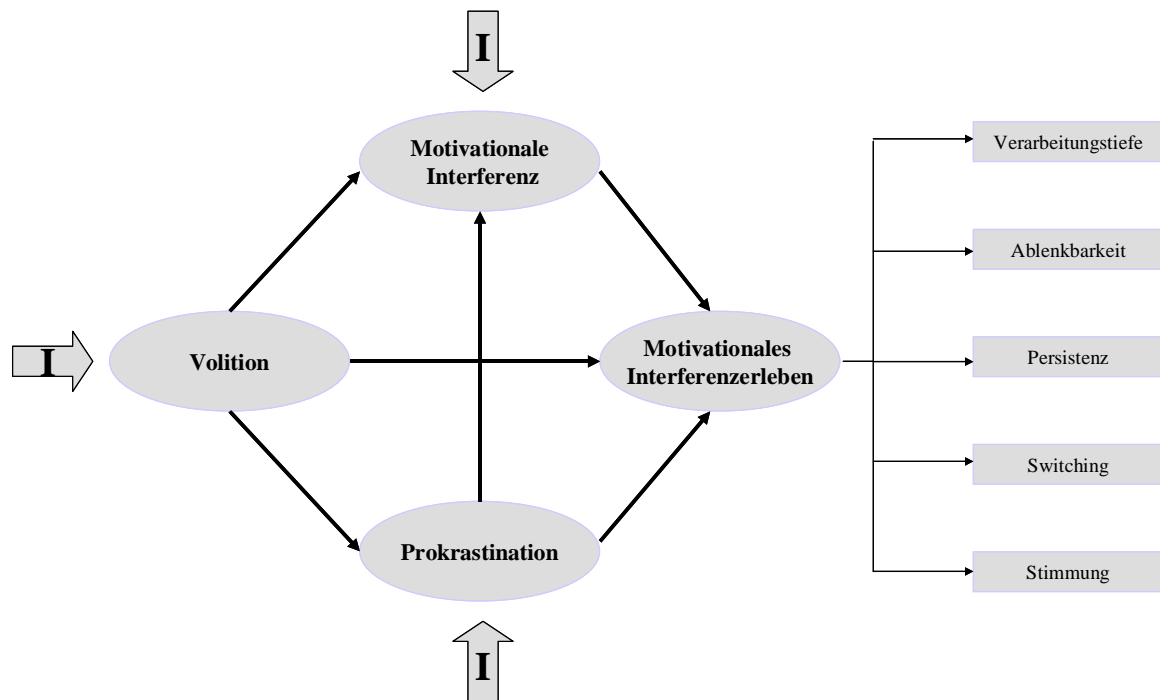 I
Motivationale
Interferenz
Verarbeitungstiefe
Ablenkbarkeit
I
Volition
Motivationales
Interferenzerleben
Persistenz
Switching
Prokrastination
Stimmung
I